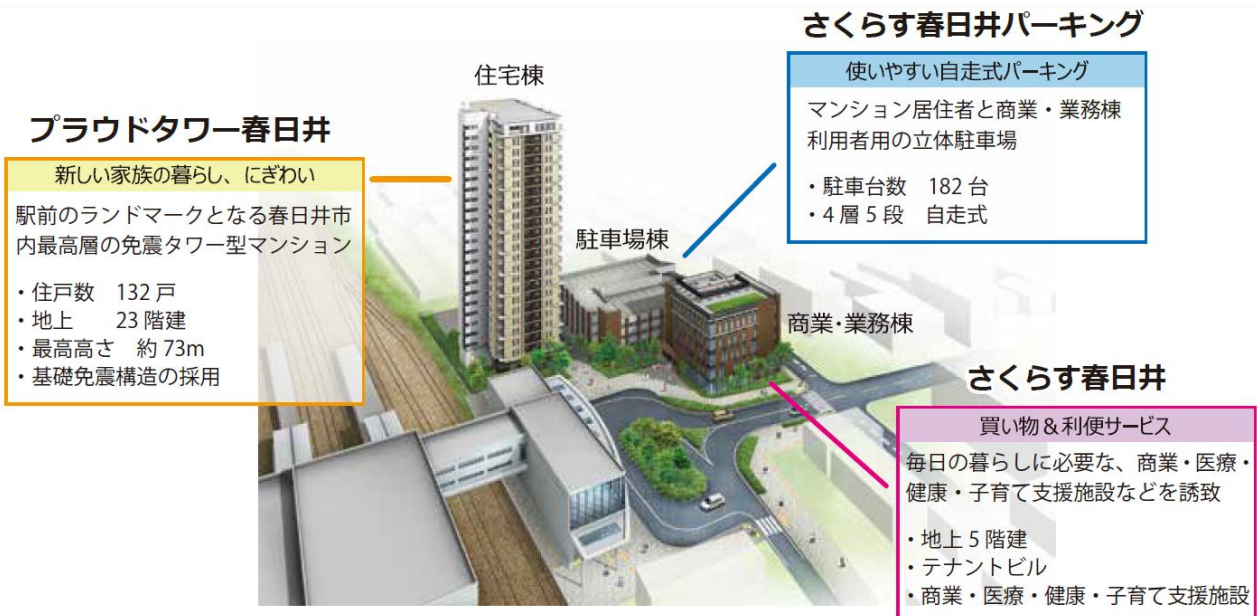 さくらす春日井パーキング
使いやすい自走式パーキング
マンション居住者と商業・業務棟
利用者用の立体駐車場
・駐車台数　182 台
・4 層 5 段　自走式
住宅棟
プラウドタワー春日井
新しい家族の暮らし、にぎわい
駅前のランドマークとなる春日井市
内最高層の免震タワー型マンション
・住戸数　132 戸
・地上　　23 階建
・最高高さ　約 73m
・基礎免震構造の採用
駐車場棟
商業・業務棟
さくらす春日井
買い物＆利便サービス
毎日の暮らしに必要な、商業・医療・
健康・子育て支援施設などを誘致
・地上 5 階建
・テナントビル
・商業・医療・健康・子育て支援施設